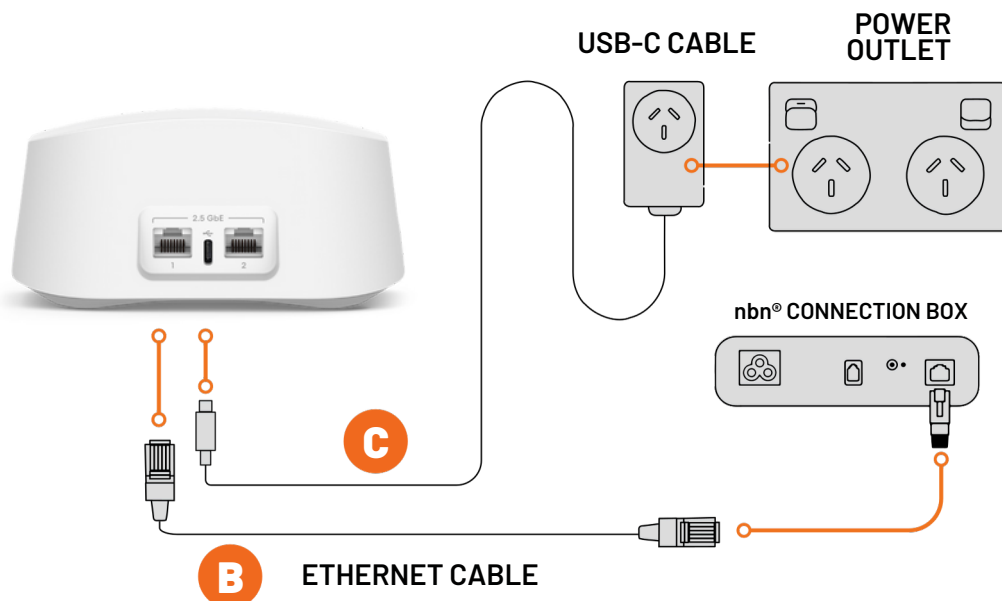 USB-C CABLE
POWER
OUTLET
2.5 GbE
1
2
nbn® CONNECTION BOX
C
B
ETHERNET CABLE